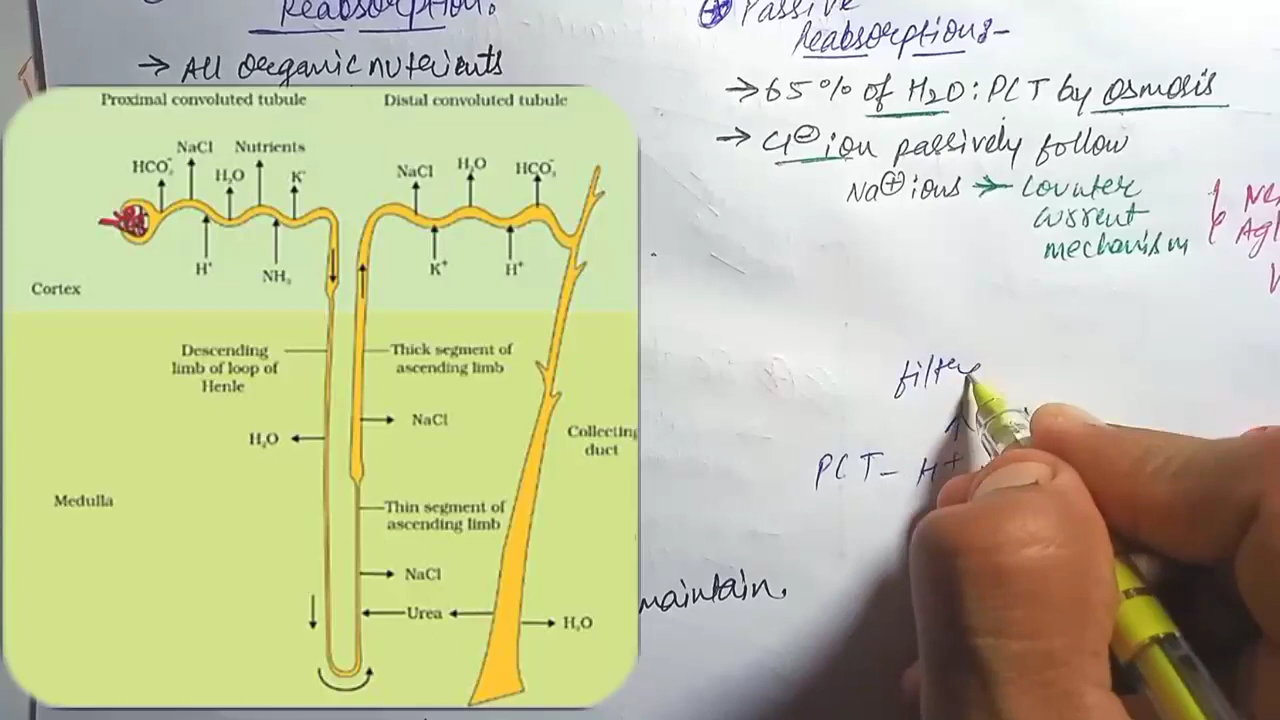 Reabsorption.
→ All organic nutrients
Proximal convoluted tubule
Distal convoluted tubule
HCO₃⁻
NaCl
H₂O
Nutrients
K⁺
H⁺
NH₃
NaCl
H₂O
HCO₃⁻
K⁺
H⁺
Cortex
Descending
limb of loop of
Henle
Thick segment of
ascending limb
NaCl
H₂O
Collecting
duct
Medulla
Thin segment of
ascending limb
NaCl
Urea
H₂O
Passive
Reabsorptions-
→ 65% of H₂O : PCT by osmosis
→ Cl⊖ ion passively follow
Na⊕ ions → Counter
current
mechanism
filter
PCT - H+
maintain.